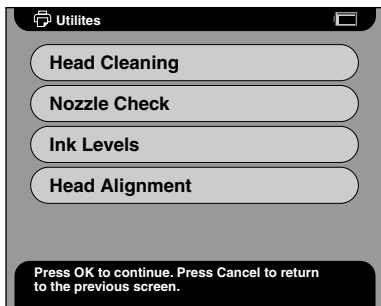 Utilites
Head Cleaning
Nozzle Check
Ink Levels
Head Alignment
Press OK to continue. Press Cancel to return
to the previous screen.